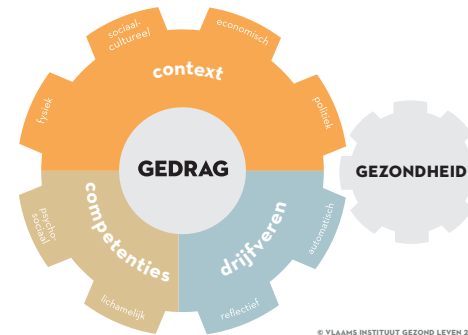 sociaal-
cultureel
economisch
context
fysiek
politiek
GEDRAG
GEZONDHEID
competenties
drijfveren
psycho-
sociaal
automatisch
lichamelijk
reflectief
© VLAAMS INSTITUUT GEZOND LEVEN 2